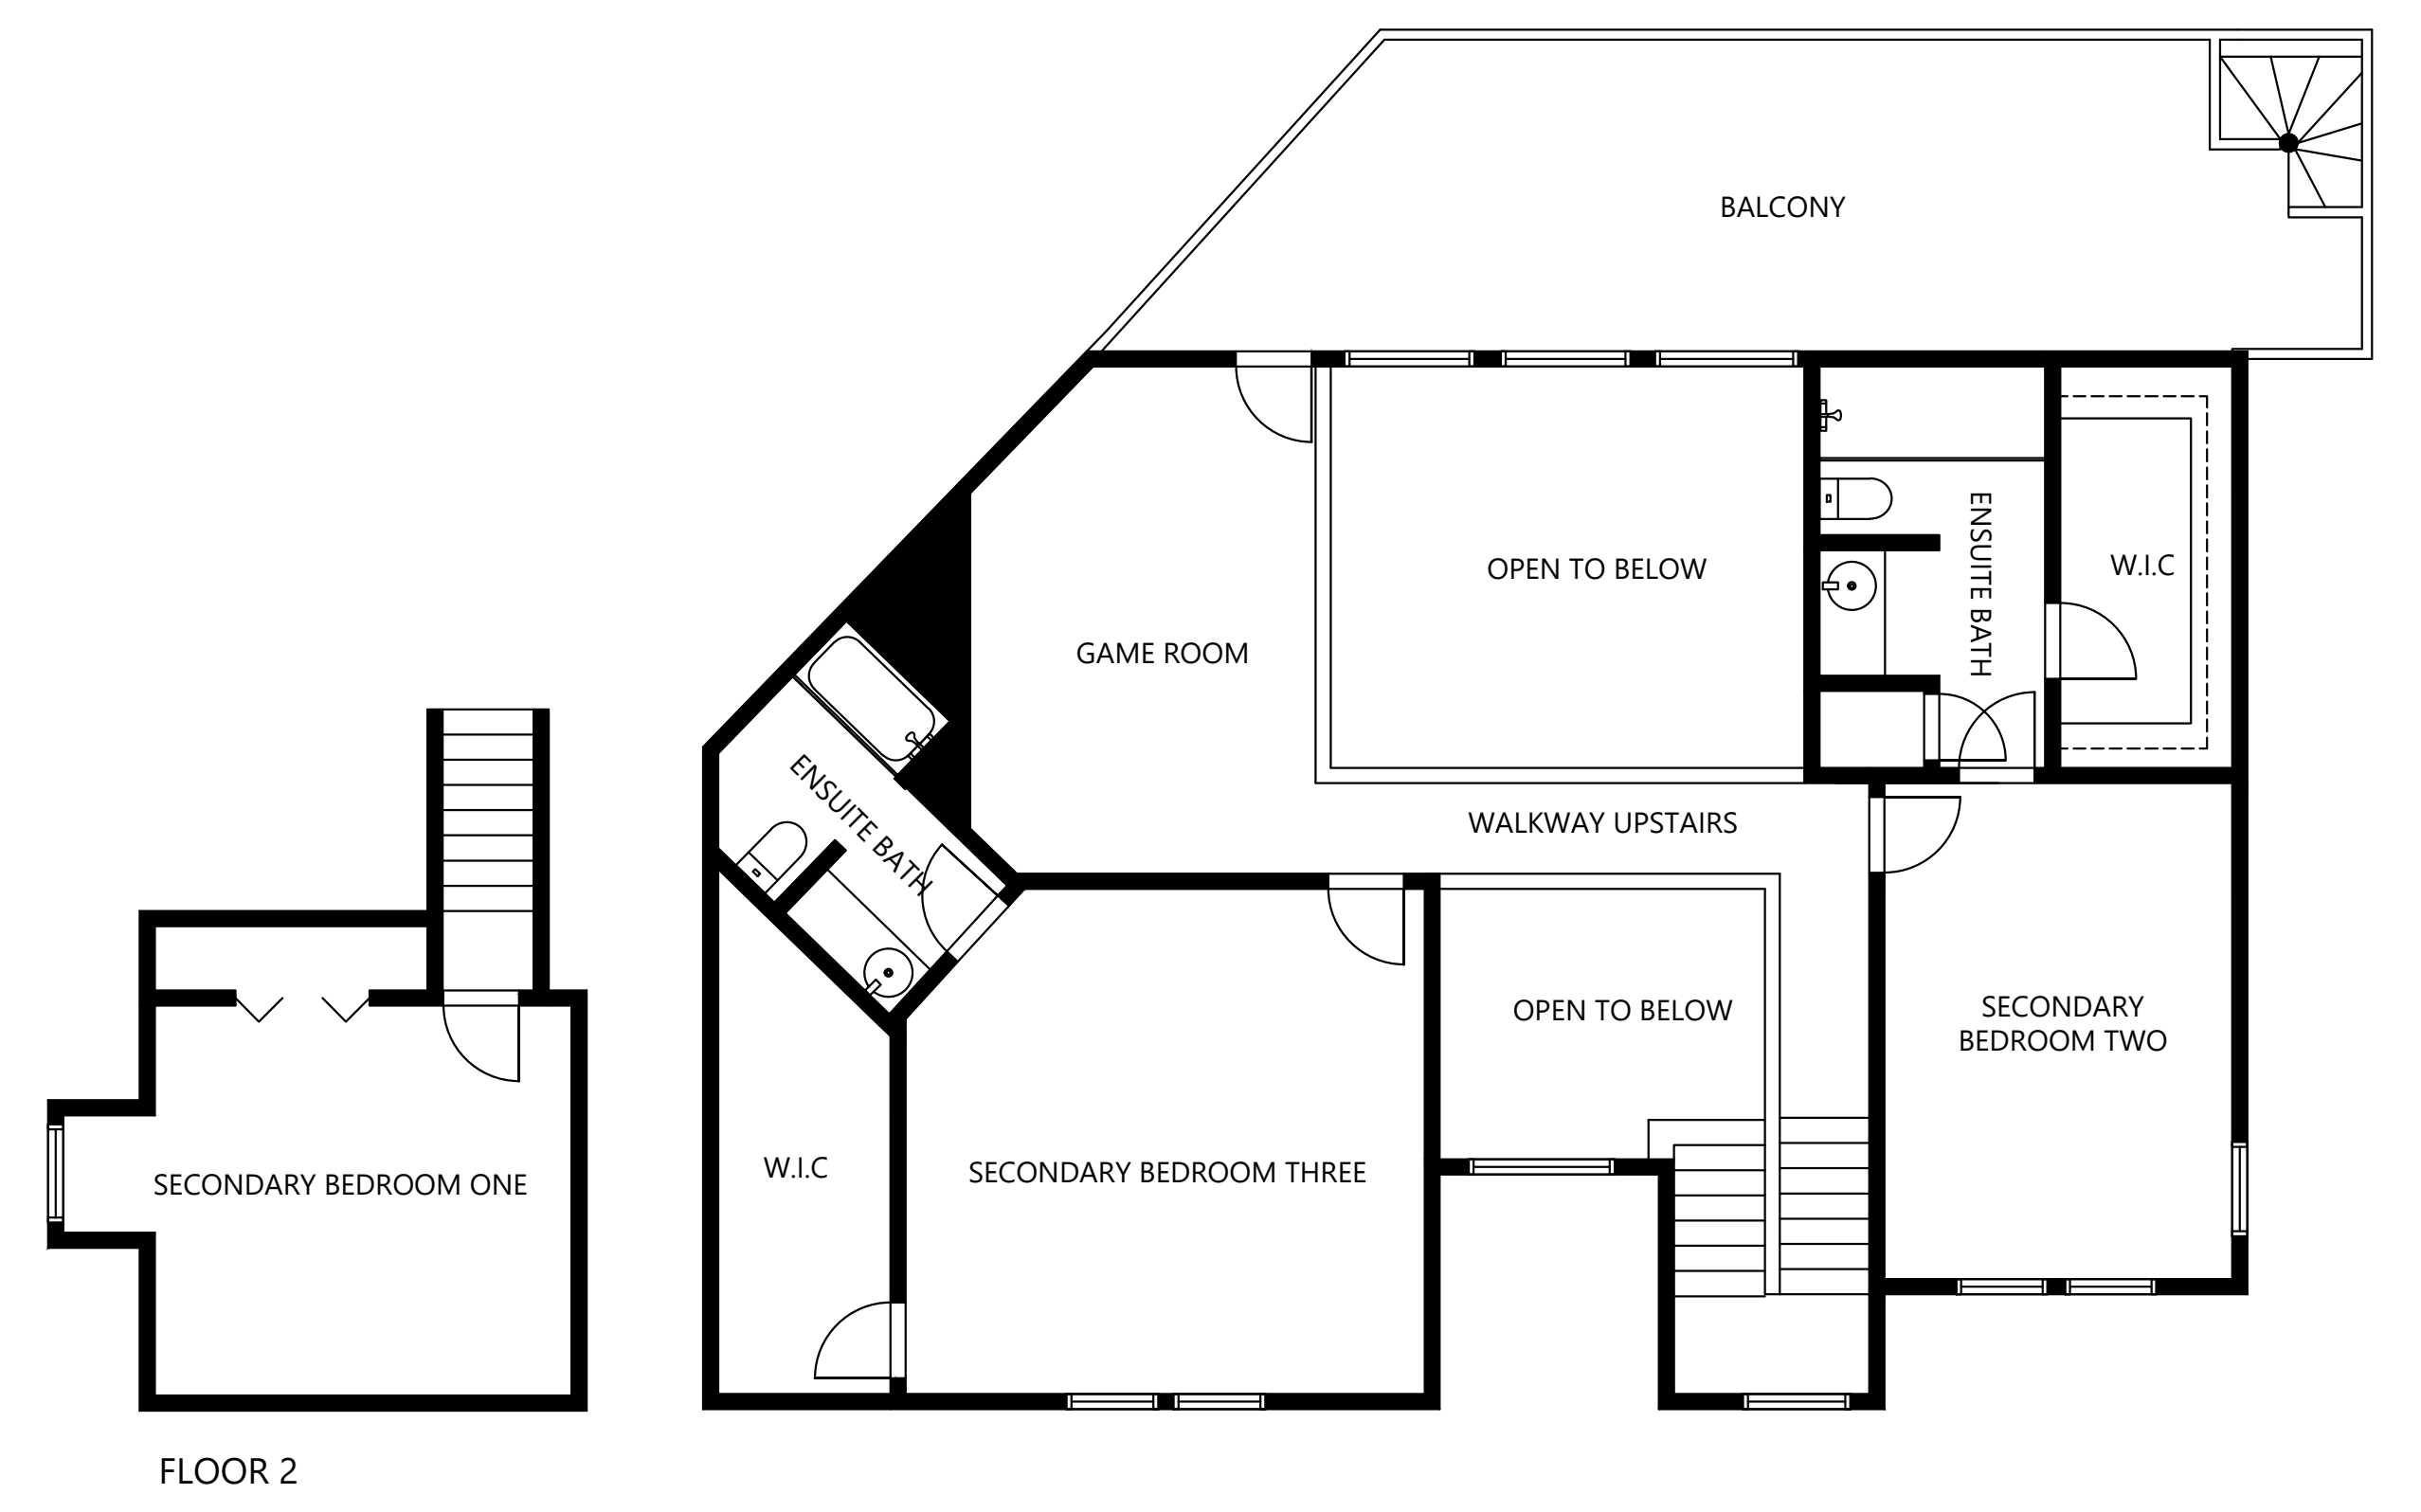 BALCONY
OPEN TO BELOW
ENSUITE BATH
W.I.C
GAME ROOM
ENSUITE BATH
WALKWAY UPSTAIRS
OPEN TO BELOW
SECONDARY
BEDROOM TWO
W.I.C
SECONDARY BEDROOM THREE
SECONDARY BEDROOM ONE
FLOOR 2